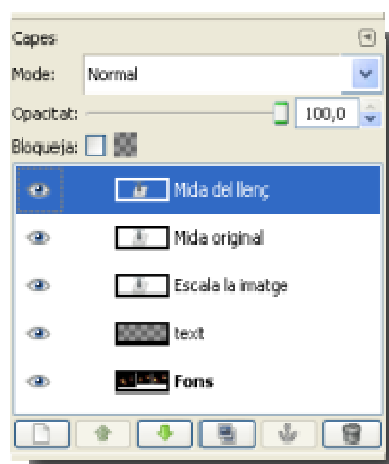 Capes:
Mode: Normal
Opacitat: 100,0
Bloqueja:
Mida del llenç
Mida original
Escala la imatge
text
Fons